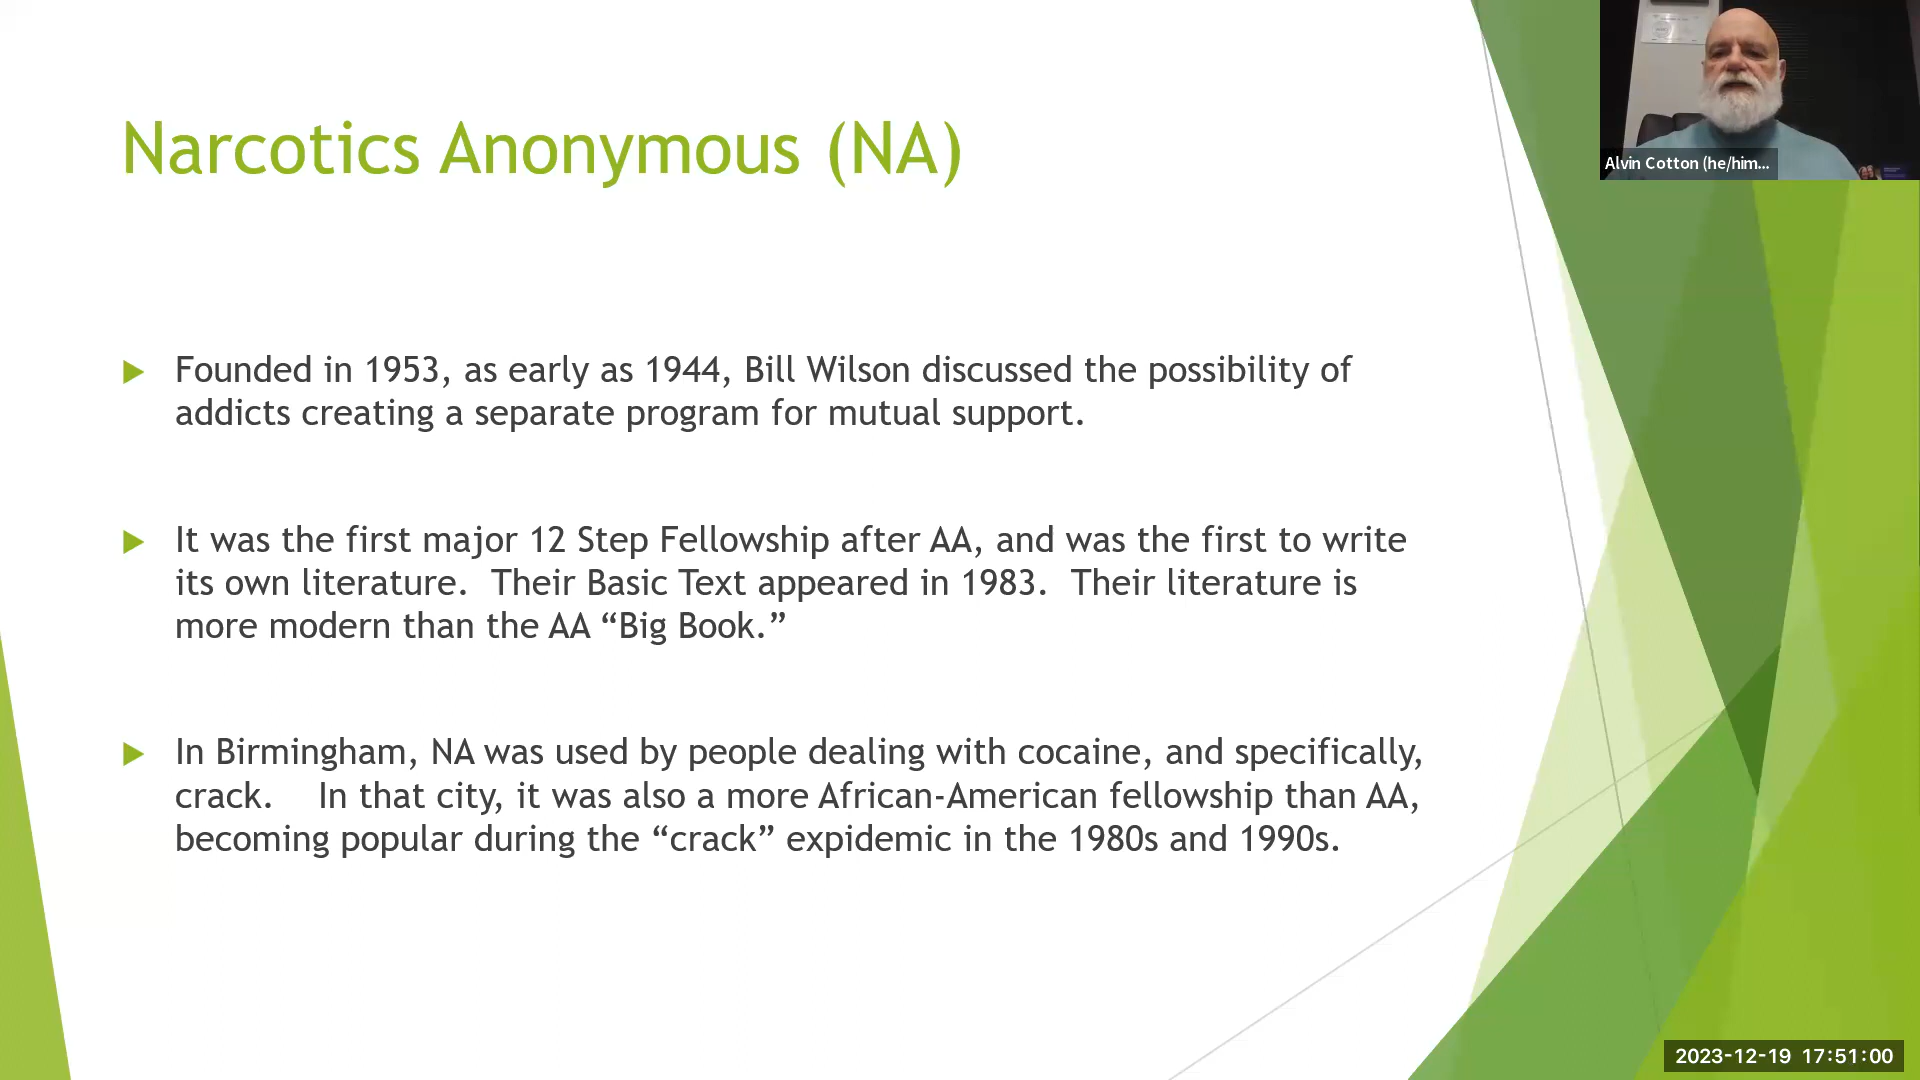 Narcotics Anonymous (NA)
Alvin Cotton (he/him...
Founded in 1953, as early as 1944, Bill Wilson discussed the possibility of
addicts creating a separate program for mutual support.
It was the first major 12 Step Fellowship after AA, and was the first to write
its own literature.  Their Basic Text appeared in 1983.  Their literature is
more modern than the AA “Big Book.”
In Birmingham, NA was used by people dealing with cocaine, and specifically,
crack.    In that city, it was also a more African-American fellowship than AA,
becoming popular during the “crack” expidemic in the 1980s and 1990s.
2023-12-19 17:51:00